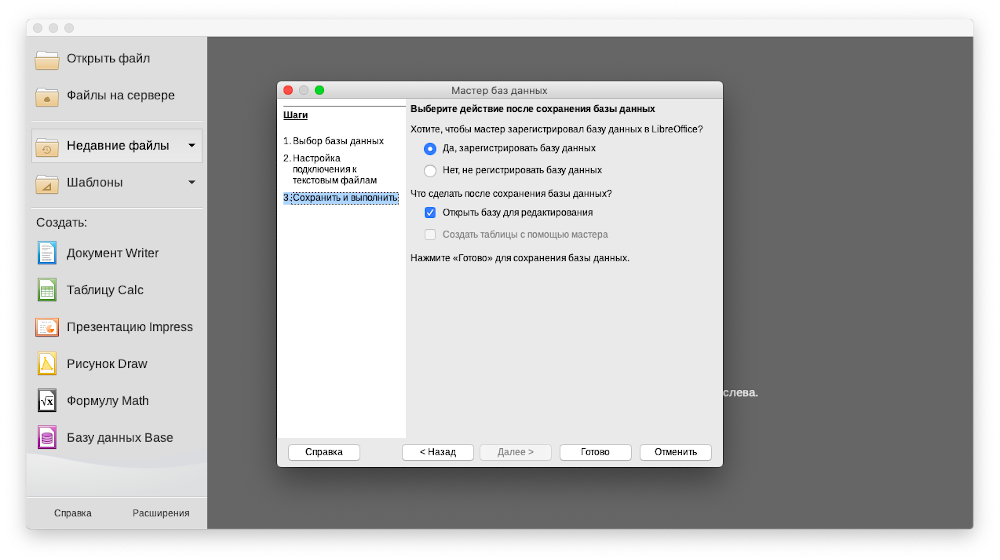 Открыть файл
Файлы на сервере
Недавние файлы
Шаблоны
Создать:
Документ Writer
Таблицу Calc
Презентацию Impress
Рисунок Draw
Формулу Math
Базу данных Base
Справка
Расширения
Мастер баз данных
Шаги
1. Выбор базы данных
2. Настройка
подключения к
текстовым файлам
3. Сохранить и выполнить
Выберите действие после сохранения базы данных
Хотите, чтобы мастер зарегистрировал базу данных в LibreOffice?
Да, зарегистрировать базу данных
Нет, не регистрировать базу данных
Что сделать после сохранения базы данных?
Открыть базу для редактирования
Создать таблицы с помощью мастера
Нажмите «Готово» для сохранения базы данных.
Справка
< Назад
Далее >
Готово
Отменить
слева.